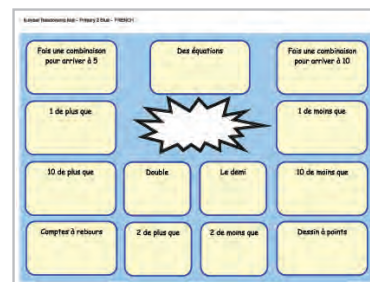 Fais une combinaison
pour arriver à 5
Des équations
Fais une combinaison
pour arriver à 10
1 de plus que
1 de moins que
10 de plus que
Double
Le demi
10 de moins que
Comptes à rebours
2 de plus que
2 de moins que
Dessin à points